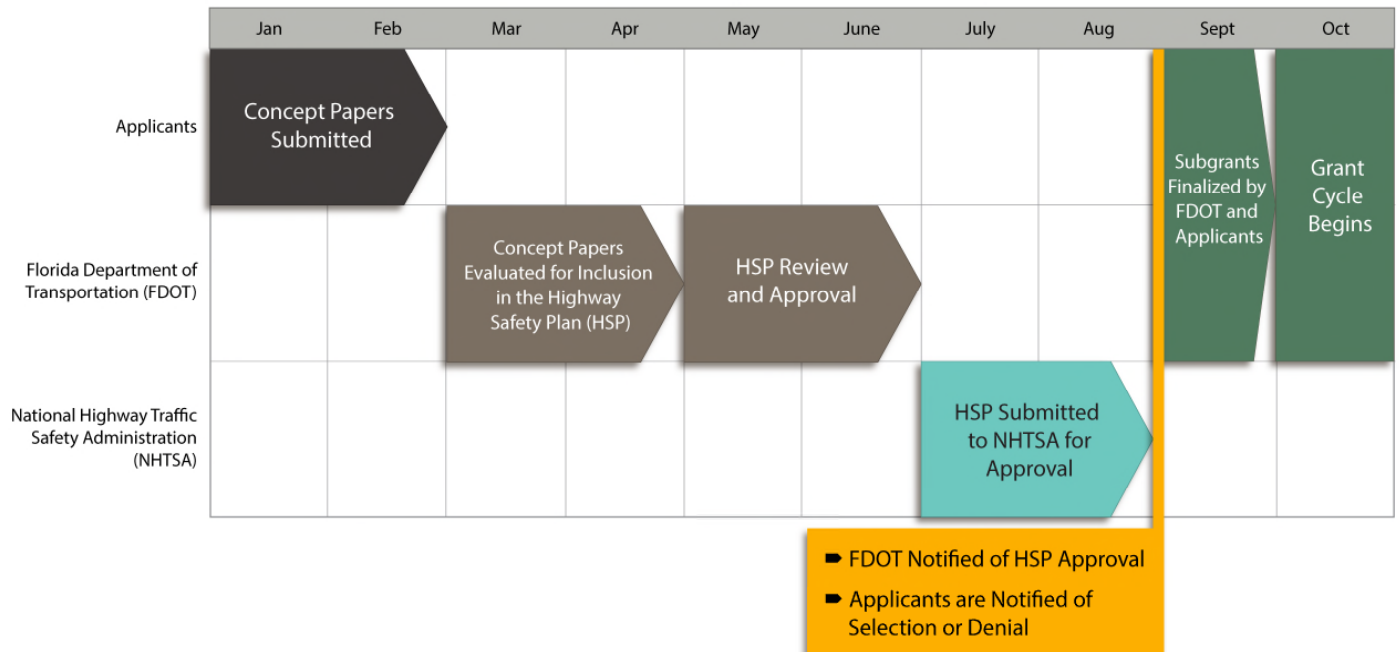 Jan Feb Mar Apr May June July Aug Sept Oct
Applicants
Concept Papers
Submitted
Subgrants
Finalized by
FDOT and
Applicants
Grant
Cycle
Begins
Florida Department of
Transportation (FDOT)
Concept Papers
Evaluated for Inclusion
in the Highway
Safety Plan (HSP)
HSP Review
and Approval
National Highway Traffic
Safety Administration
(NHTSA)
HSP Submitted
to NHTSA for
Approval
FDOT Notified of HSP Approval
Applicants are Notified of
Selection or Denial